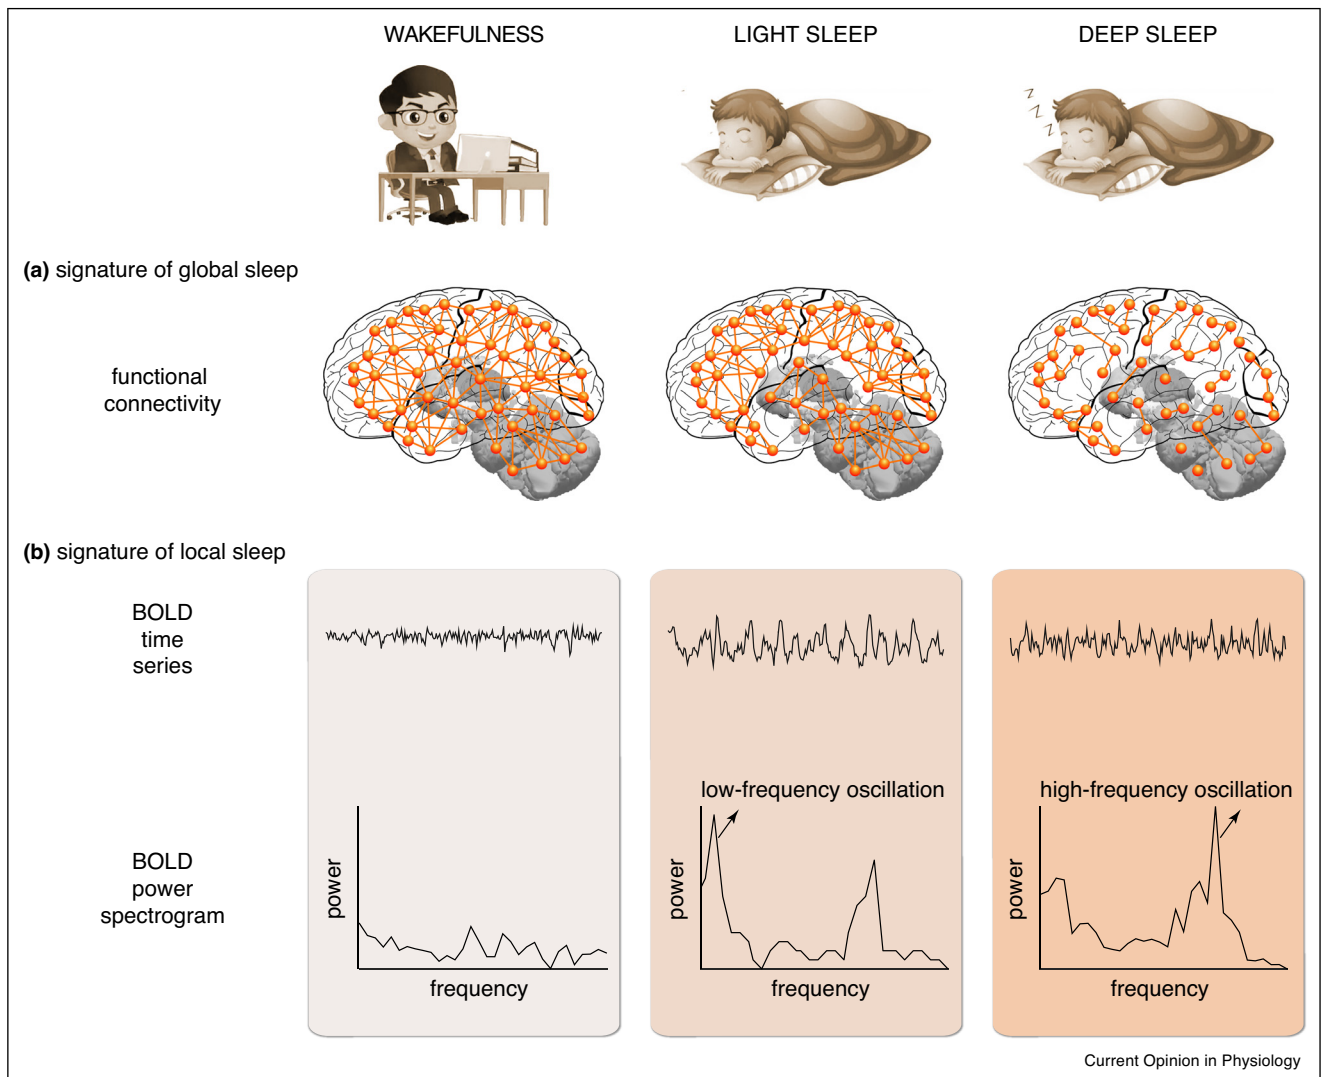 WAKEFULNESS
LIGHT SLEEP
DEEP SLEEP
z
z
z
(a) signature of global sleep
functional
connectivity
(b) signature of local sleep
BOLD
time
series
BOLD
power
spectrogram
power
frequency
low-frequency oscillation
power
frequency
high-frequency oscillation
power
frequency
Current Opinion in Physiology